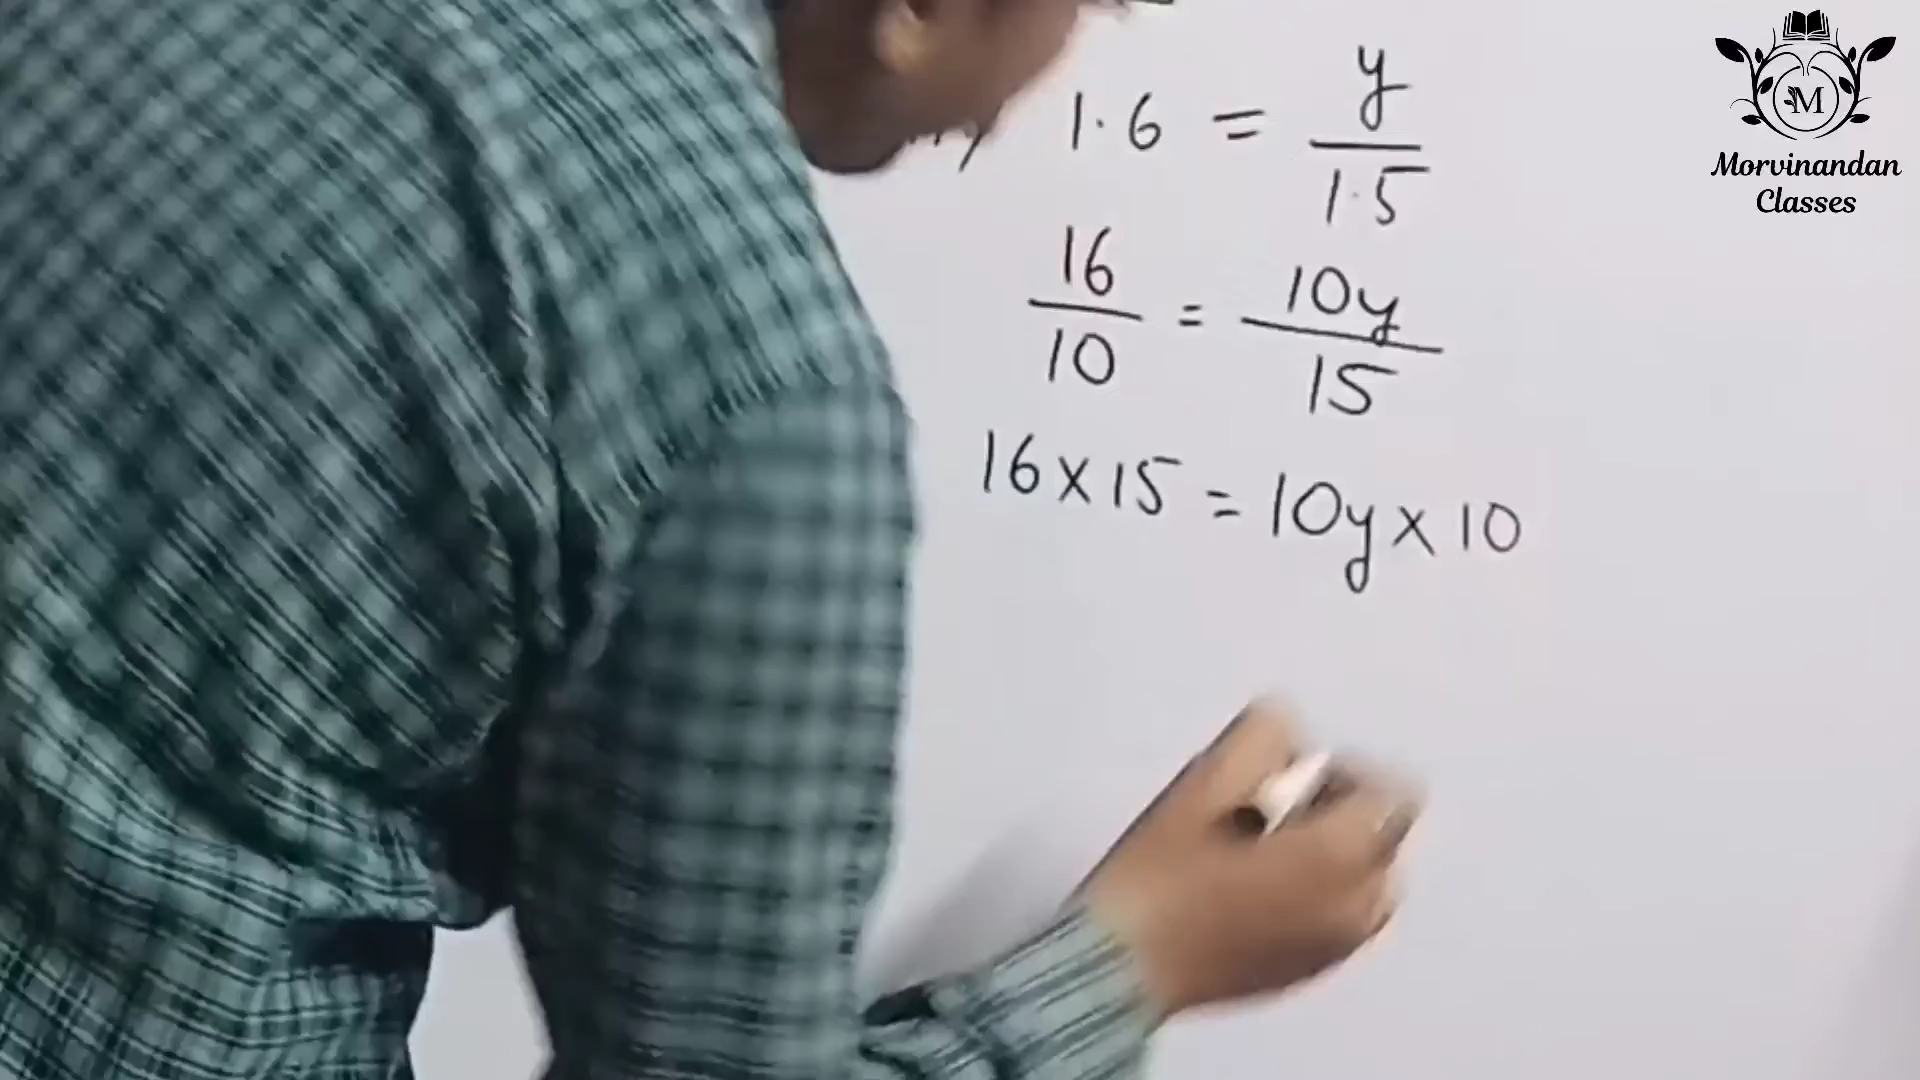 1.6 = y/1.5
16/10 = 10y/15
16×15 = 10y×10
M
Morvinandan
Classes